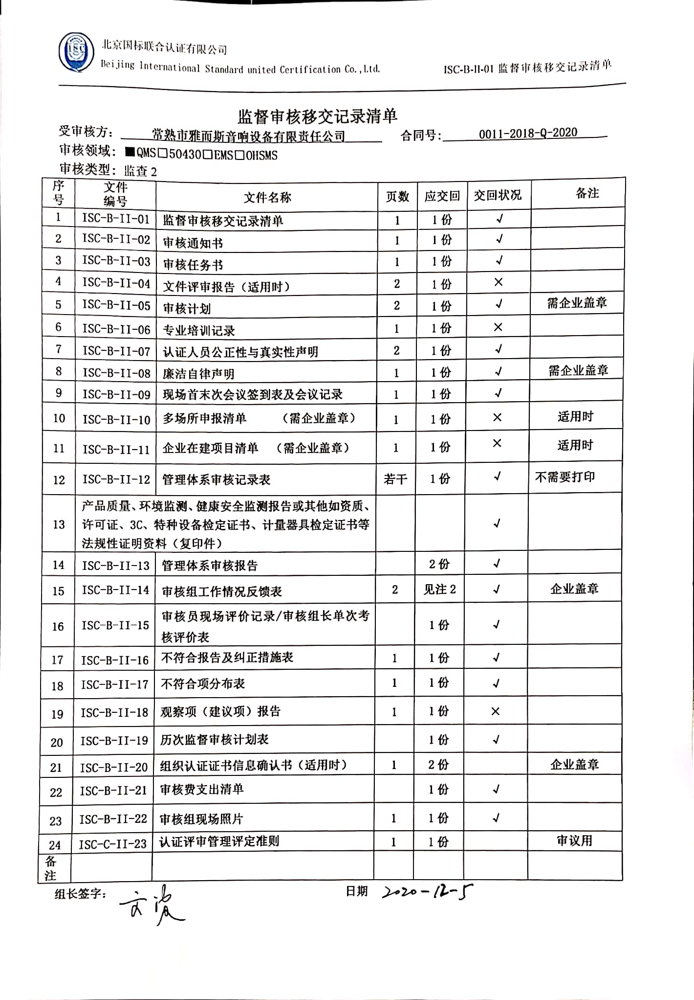 ISC
北京国标联合认证有限公司
Beijing International Standard united Certification Co.,Ltd.
ISC-B-II-01 监督审核移交记录清单
监督审核移交记录清单
受审核方: 常熟市雅而斯音响设备有限责任公司 合同号: 0011-2018-Q-2020
审核领域: ■QMS□50430□EMS□OHSMS
审核类型: 监查 2
序号 文件编号 文件名称 页数 应交回 交回状况 备注
1 ISC-B-II-01 监督审核移交记录清单 1 1 份 √
2 ISC-B-II-02 审核通知书 1 1 份 √
3 ISC-B-II-03 审核任务书 1 1 份 √
4 ISC-B-II-04 文件评审报告（适用时） 2 1 份 ×
5 ISC-B-II-05 审核计划 2 1 份 √ 需企业盖章
6 ISC-B-II-06 专业培训记录 1 1 份 ×
7 ISC-B-II-07 认证人员公正性与真实性声明 2 1 份 √
8 ISC-B-II-08 廉洁自律声明 1 1 份 √ 需企业盖章
9 ISC-B-II-09 现场首末次会议签到表及会议记录 1 1 份 √
10 ISC-B-II-10 多场所申报清单 （需企业盖章） 1 1 份 × 适用时
11 ISC-B-II-11 企业在建项目清单 （需企业盖章） 1 1 份 × 适用时
12 ISC-B-II-12 管理体系审核记录表 若干 1 份 √ 不需要打印
13 产品质量、环境监测、健康安全监测报告或其他如资质、
许可证、3C、特种设备检定证书、计量器具检定证书等
法规性证明资料（复印件） √
14 ISC-B-II-13 管理体系审核报告 2 份 √
15 ISC-B-II-14 审核组工作情况反馈表 2 见注 2 √ 企业盖章
16 ISC-B-II-15 审核员现场评价记录/审核组长单次考
核评价表 1 份 √
17 ISC-B-II-16 不符合报告及纠正措施表 1 1 份 √
18 ISC-B-II-17 不符合项分布表 1 1 份 √
19 ISC-B-II-18 观察项（建议项）报告 1 1 份 ×
20 ISC-B-II-19 历次监督审核计划表 1 份 √
21 ISC-B-II-20 组织认证证书信息确认书（适用时） 1 2 份 企业盖章
22 ISC-B-II-21 审核费支出清单 1 份 √
23 ISC-B-II-22 审核组现场照片 1 1 份 √
24 ISC-C-II-23 认证评审管理评定准则 1 1 份 审议用
备注
组长签字: 文波 日期 2020-12-5